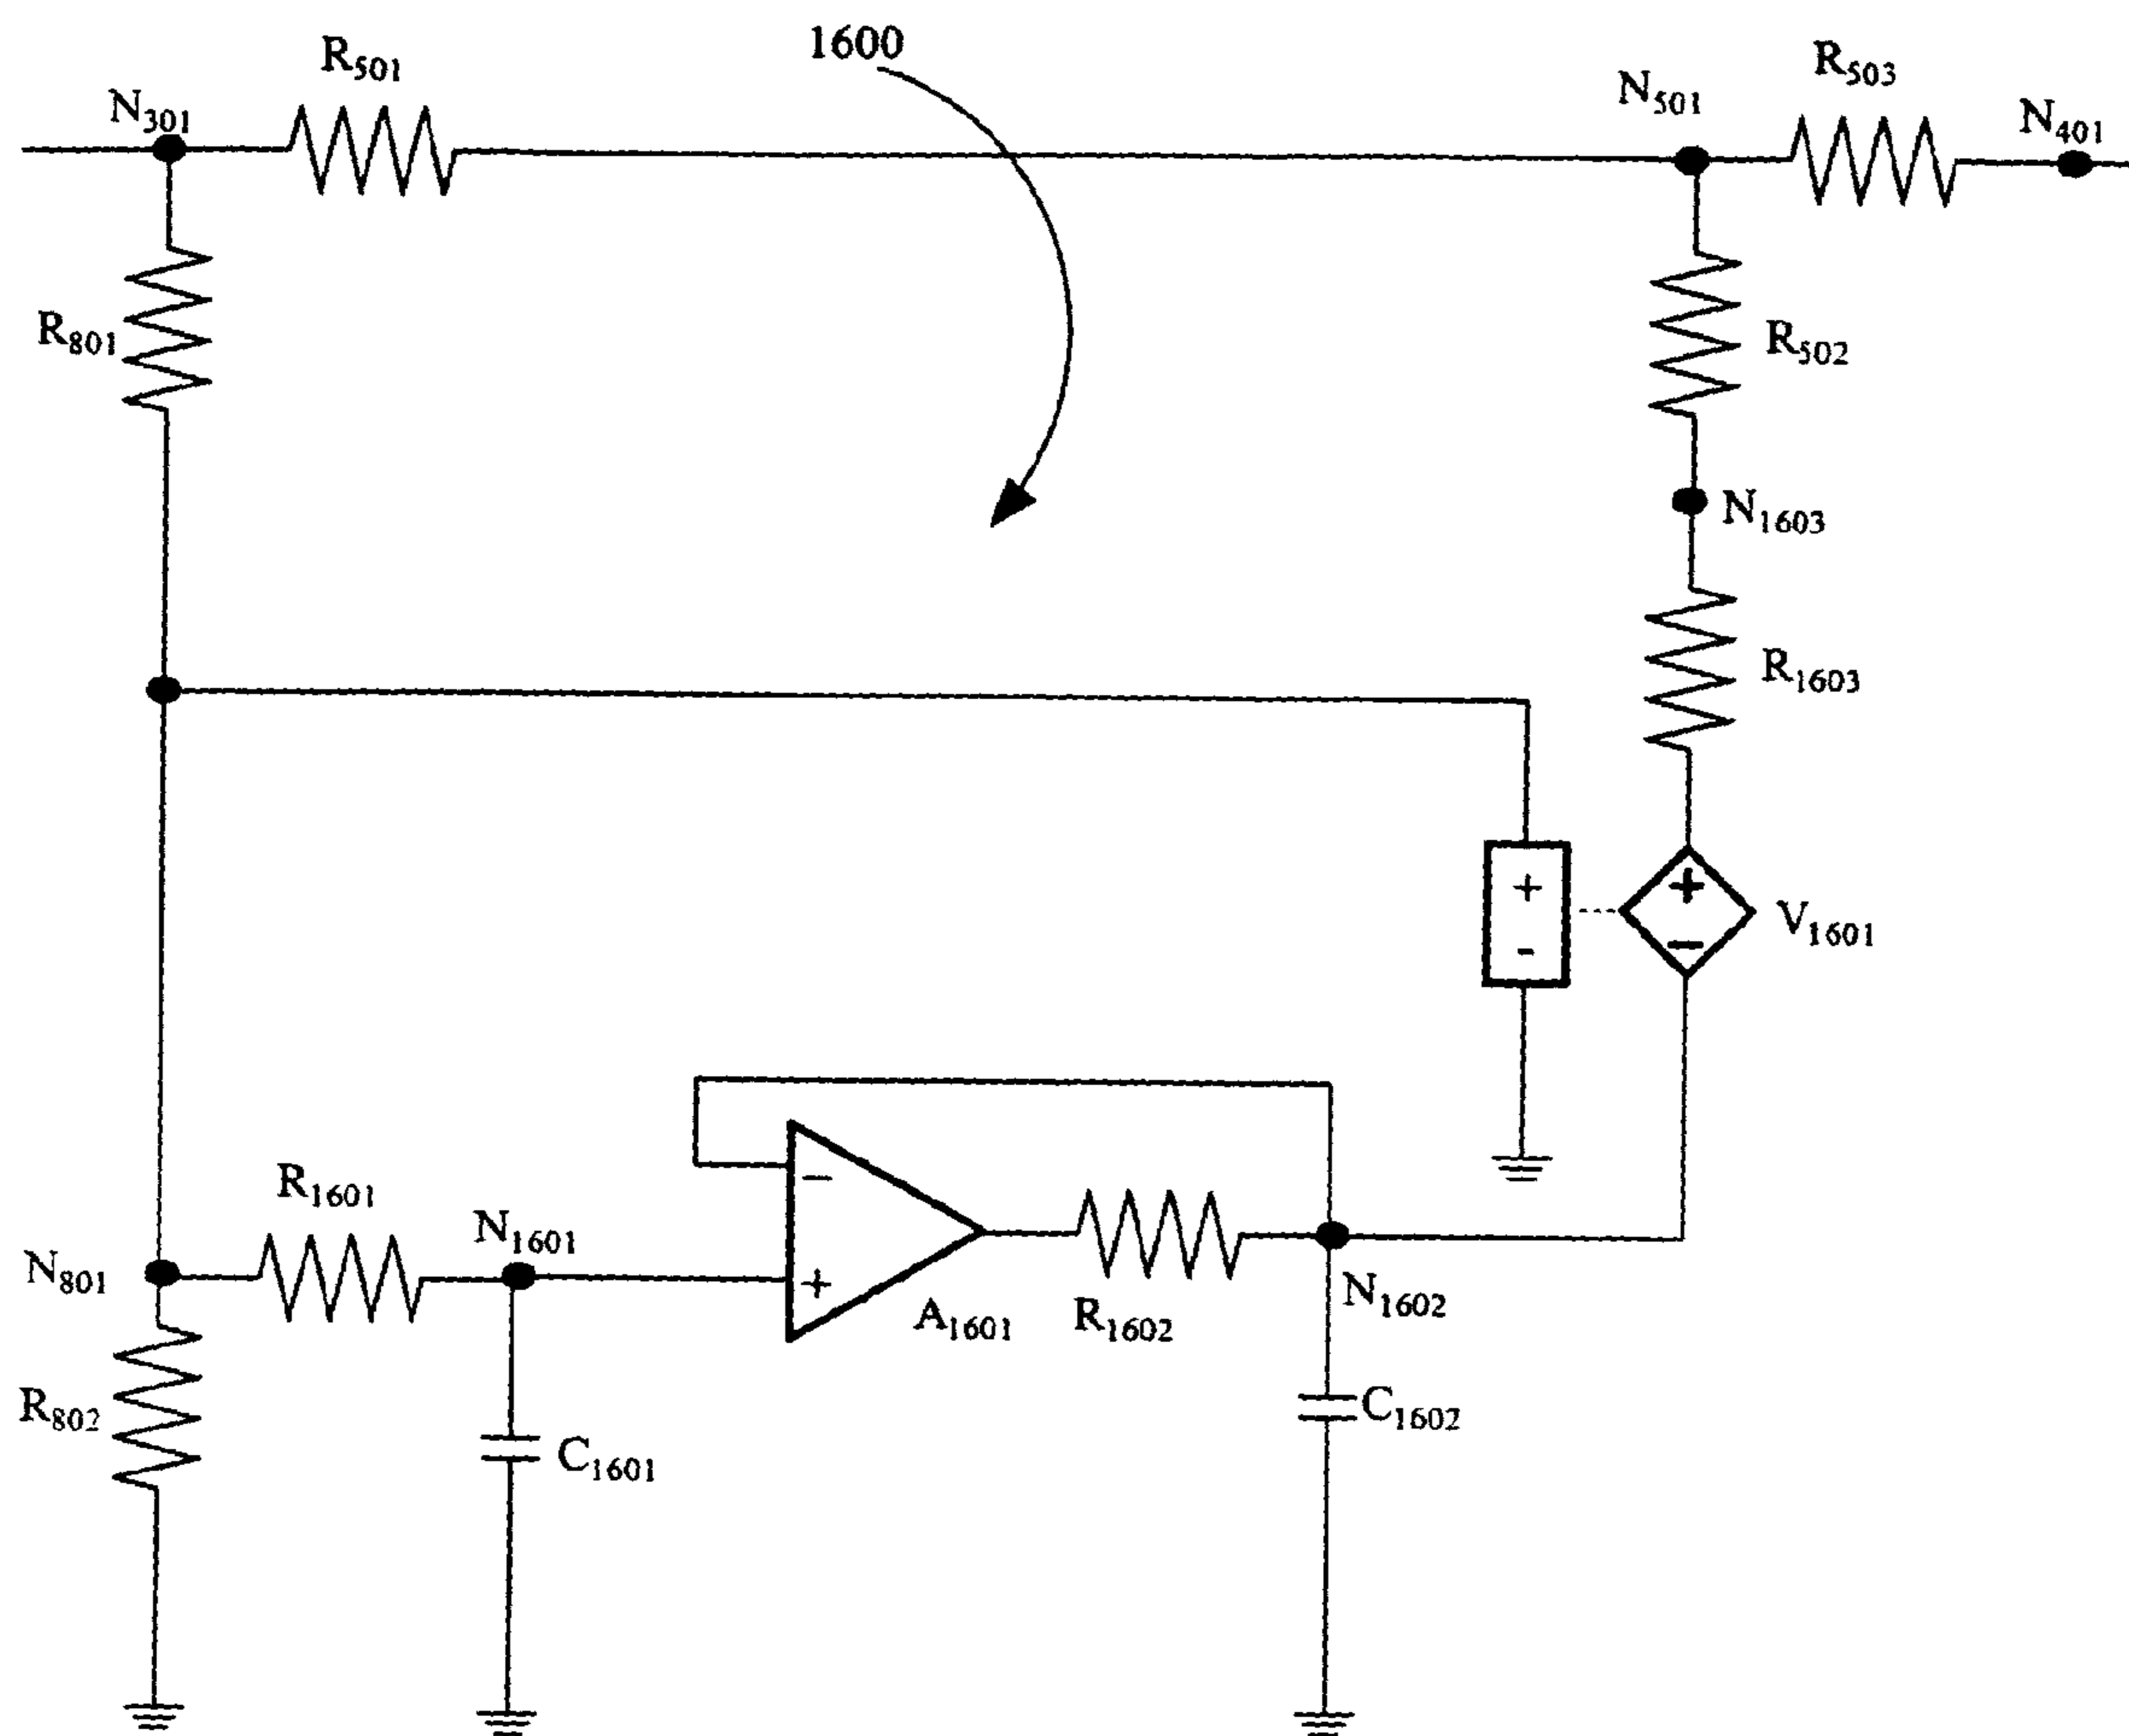 1600
R501
R503
N301
N501
N401
R801
R502
N1603
R1603
+
-
+
−
V1601
R1601
N1601
−
+
A1601
R1602
N1602
N801
R802
C1601
C1602